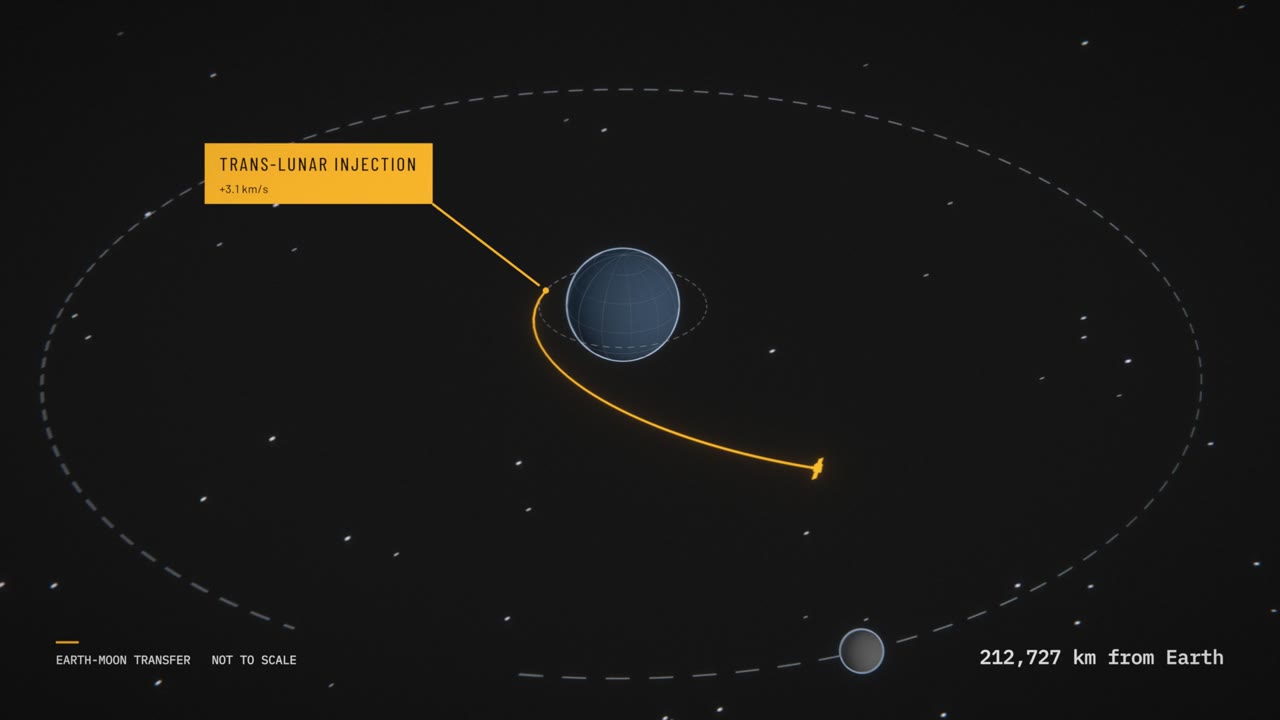 TRANS-LUNAR INJECTION
+3.1 km/s
EARTH-MOON TRANSFER NOT TO SCALE
212,727 km from Earth